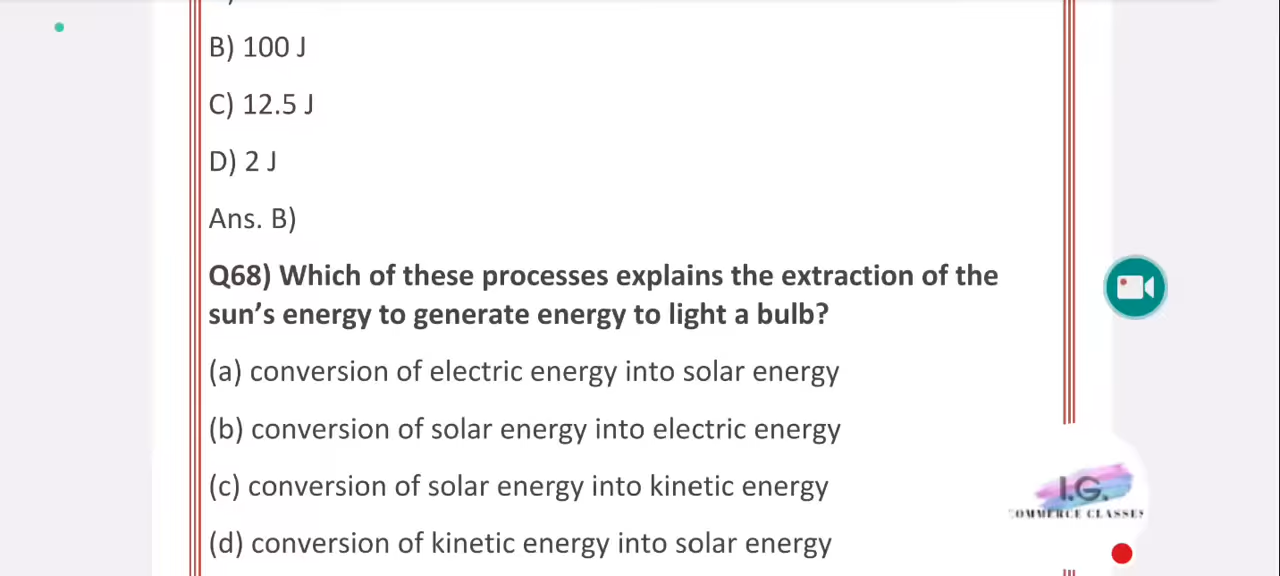 B) 100 J
C) 12.5 J
D) 2 J
Ans. B)
Q68) Which of these processes explains the extraction of the
sun’s energy to generate energy to light a bulb?
(a) conversion of electric energy into solar energy
(b) conversion of solar energy into electric energy
(c) conversion of solar energy into kinetic energy
(d) conversion of kinetic energy into solar energy
I.G.
COMMERCE CLASSES